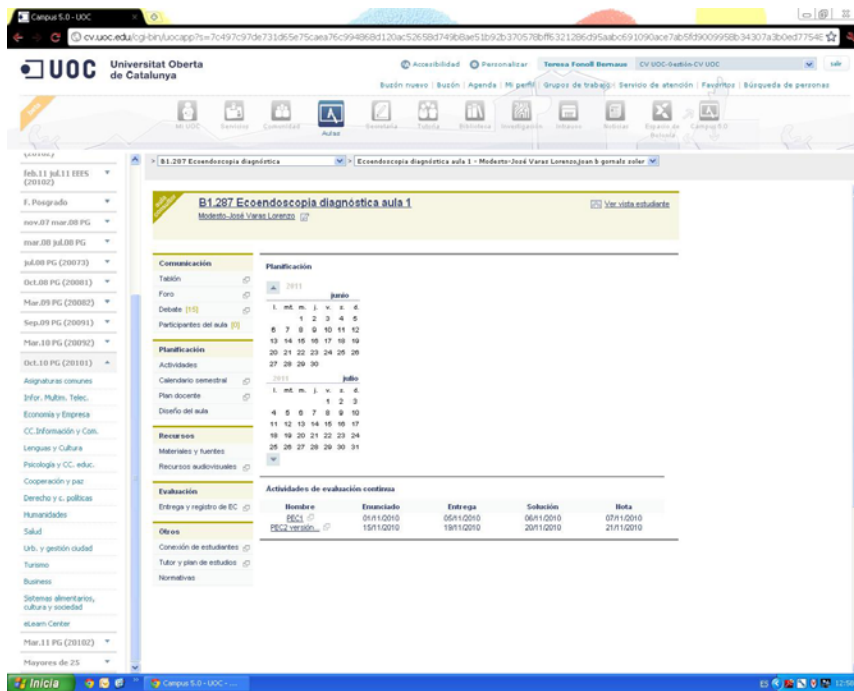 Campus 5.0 - UOC
UOC Universitat Oberta de Catalunya
Accesibilidad Personalizar Teresa Fonoll Bernaus CV UOC-Gestión-CV UOC salir
Buzón nuevo | Buzón | Agenda | Mi perfil | Grupos de trabajo | Servicio de atención | Favoritos | Búsqueda de personas
beta
Mi UOC Servicios Comunidad Aulas Secretaría Tutoría Biblioteca Investigación Intracos Noticias Espacio de Campus 5.0
> B1.287 Ecoendoscopia diagnóstica > Ecoendoscopia diagnóstica aula 1 - Modesto-José Varas Lorenzo,joan b gornals soler
feb.11 jul.11 EEES (20102)
F. Posgrado
nov.07 mar.08 PG
mar.08 jul.08 PG
jul.08 PG (20073)
Oct.08 PG (20081)
Mar.09 PG (20082)
Sep.09 PG (20091)
Mar.10 PG (20092)
Oct.10 PG (20101)
Asignaturas comunes
Infor. Multim. Telec.
Economía y Empresa
CC.Información y Com.
Lenguas y Cultura
Psicología y CC. educ.
Cooperación y paz
Derecho y c. políticas
Humanidades
Salud
Urb. y gestión ciudad
Turismo
Business
Sistemas alimentarios, cultura y sociedad
eLearn Center
Mar.11 PG (20102)
Mayores de 25
B1.287 Ecoendoscopia diagnóstica aula 1
Modesto-José Varas Lorenzo
Ver vista estudiante
Comunicación
Tablón
Foro
Debate [15]
Participantes del aula [0]
Planificación
Actividades
Calendario semestral
Plan docente
Diseño del aula
Recursos
Materiales y fuentes
Recursos audiovisuales
Evaluación
Entrega y registro de EC
Otros
Conexión de estudiantes
Tutor y plan de estudios
Normativas
Planificación
2011 junio
l. mt. m. j. v. s. d.
1 2 3 4 5
6 7 8 9 10 11 12
13 14 15 16 17 18 19
20 21 22 23 24 25 26
27 28 29 30
2011 julio
l. mt. m. j. v. s. d.
1 2 3
4 5 6 7 8 9 10
11 12 13 14 15 16 17
18 19 20 21 22 23 24
25 26 27 28 29 30 31
Actividades de evaluación continua
Nombre Enunciado Entrega Solución Nota
PEC1 01/11/2010 05/11/2010 06/11/2010 07/11/2010
PEC2 versión... 15/11/2010 19/11/2010 20/11/2010 21/11/2010
Inicio Campus 5.0 - UOC - ... ES 12:58